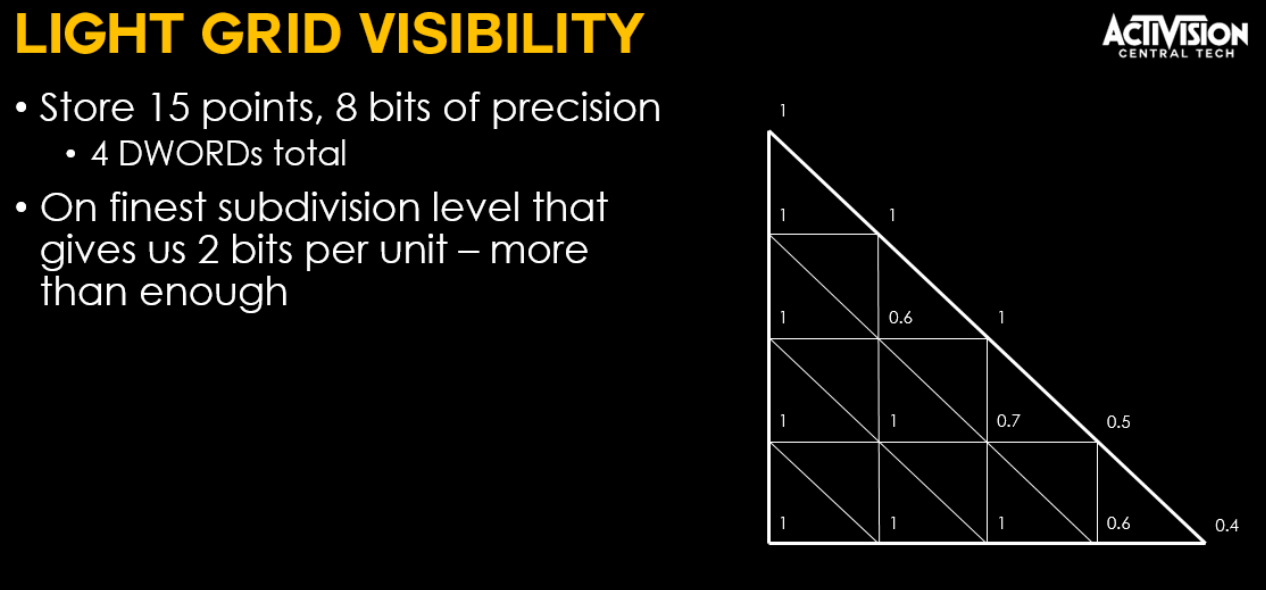 LIGHT GRID VISIBILITY
ACTIVISION
CENTRAL TECH
• Store 15 points, 8 bits of precision
• 4 DWORDs total
• On finest subdivision level that
gives us 2 bits per unit – more
than enough
1
1 1
1 0.6 1
1 1 0.7 0.5
1 1 1 0.6 0.4